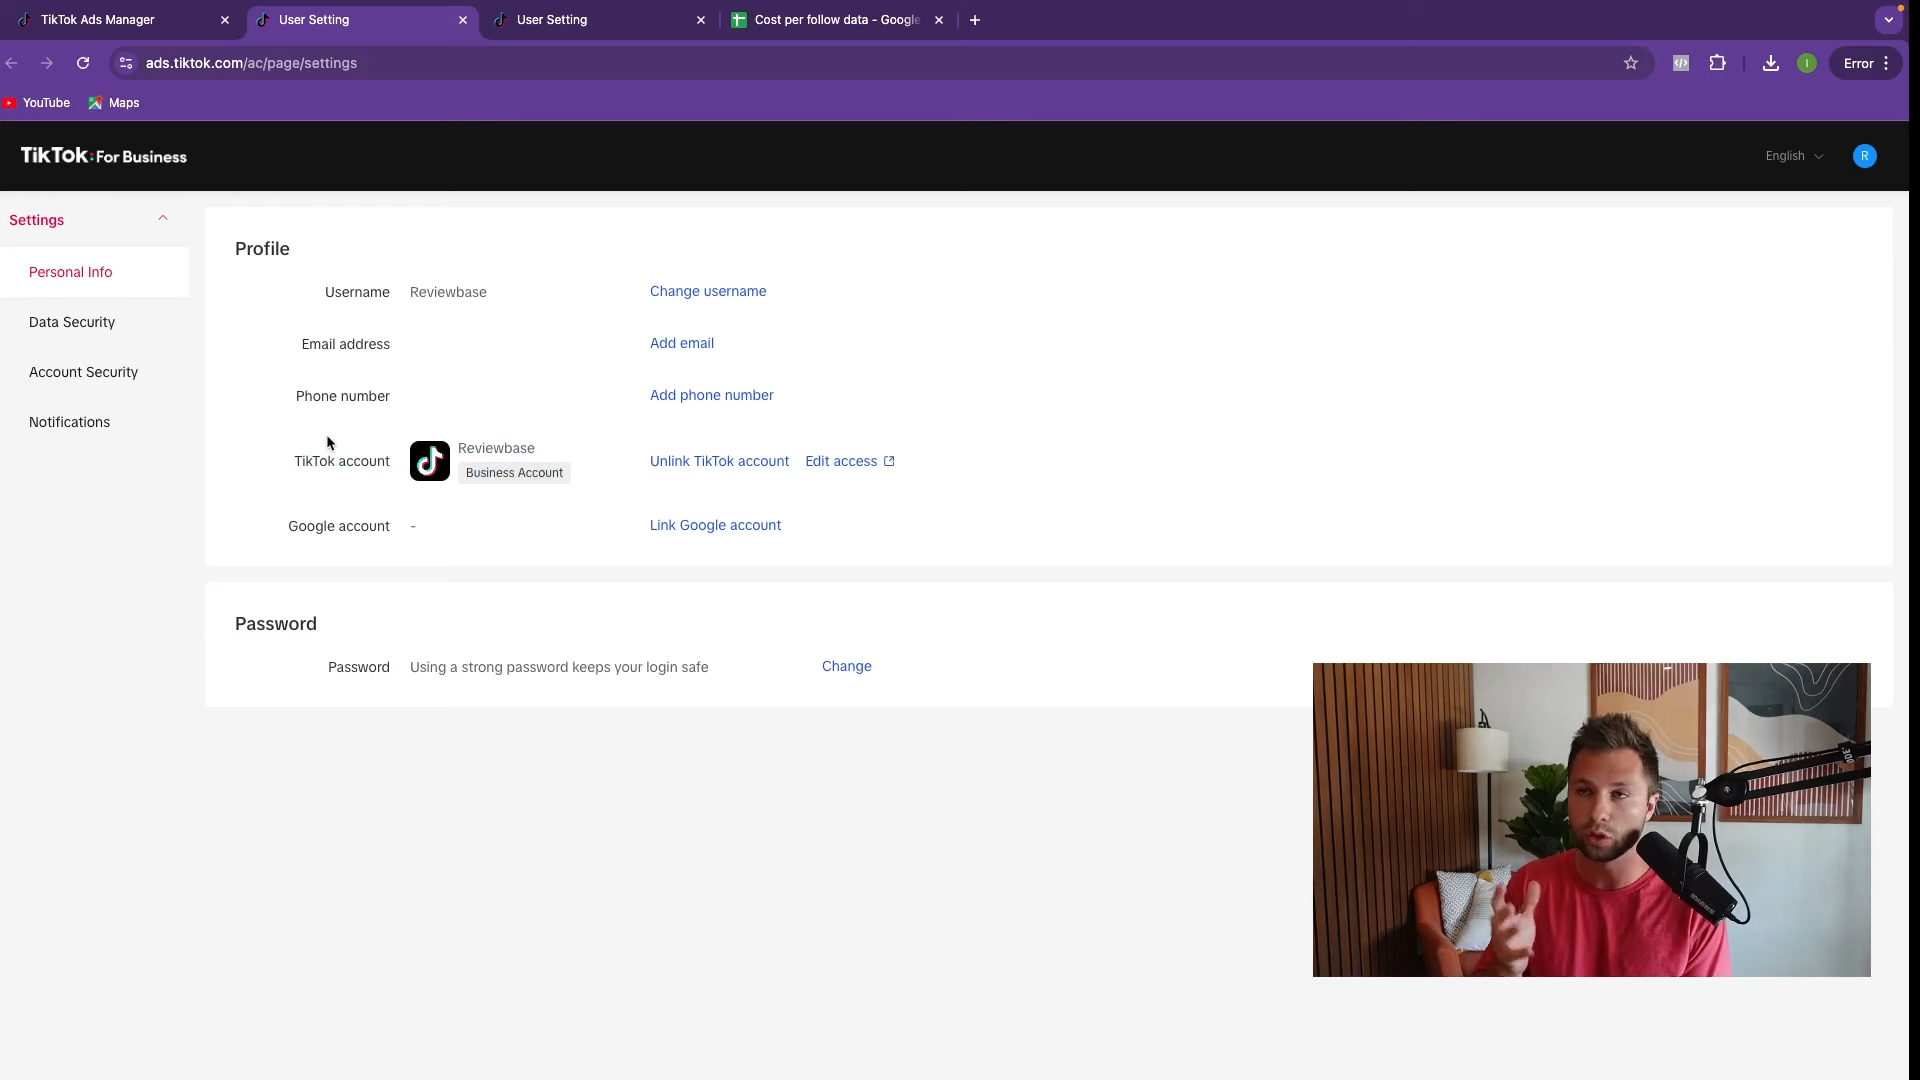 TikTok Ads Manager
User Setting
User Setting
Cost per follow data - Google
ads.tiktok.com/ac/page/settings
Error
YouTube
Maps
TikTok: For Business
English
R
Settings
Personal Info
Data Security
Account Security
Notifications
Profile
Username Reviewbase Change username
Email address Add email
Phone number Add phone number
TikTok account Reviewbase Business Account Unlink TikTok account Edit access
Google account - Link Google account
Password
Password Using a strong password keeps your login safe Change